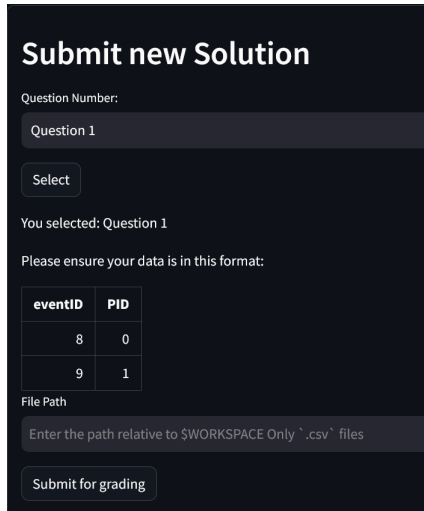 Submit new Solution
Question Number:
Question 1
Select
You selected: Question 1
Please ensure your data is in this format:
eventID PID
8 0
9 1
File Path
Enter the path relative to $WORKSPACE Only `.csv` files
Submit for grading